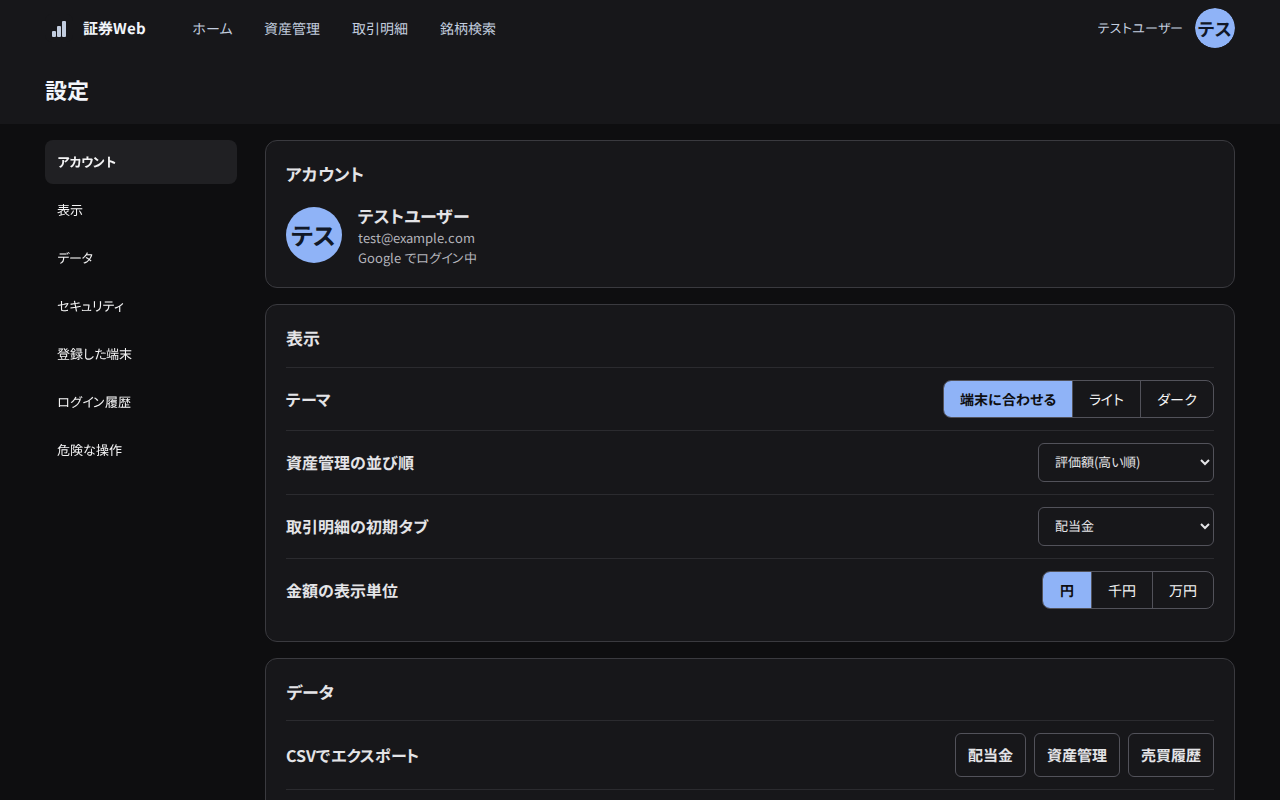 証券Web ホーム 資産管理 取引明細 銘柄検索 テストユーザー テス
設定
アカウント
表示
データ
セキュリティ
登録した端末
ログイン履歴
危険な操作
アカウント
テス
テストユーザー
test@example.com
Google でログイン中
表示
テーマ 端末に合わせる ライト ダーク
資産管理の並び順 評価額(高い順)
取引明細の初期タブ 配当金
金額の表示単位 円 千円 万円
データ
CSVでエクスポート 配当金 資産管理 売買履歴